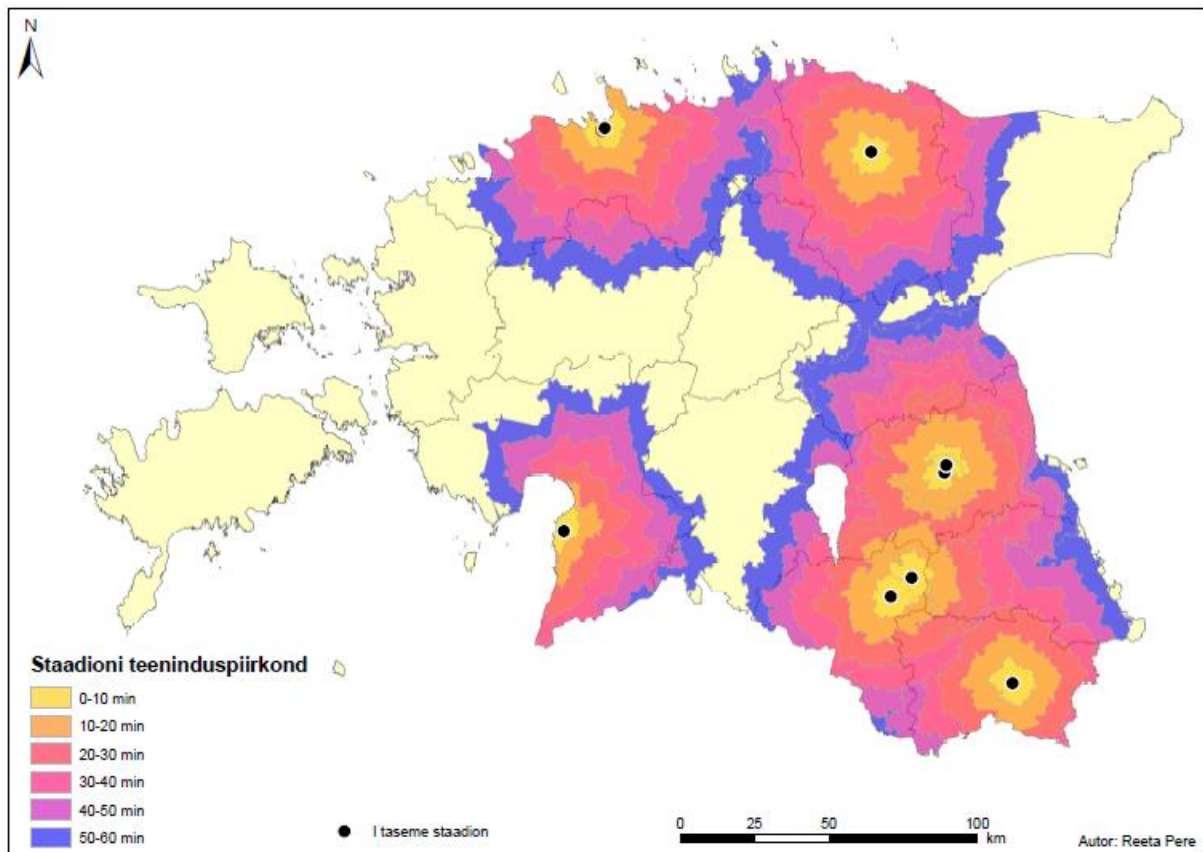 N
Staadioni teeninduspiirkond
0-10 min
10-20 min
20-30 min
30-40 min
40-50 min
50-60 min
I taseme staadion
0 25 50 100
km
Autor: Reeta Pere